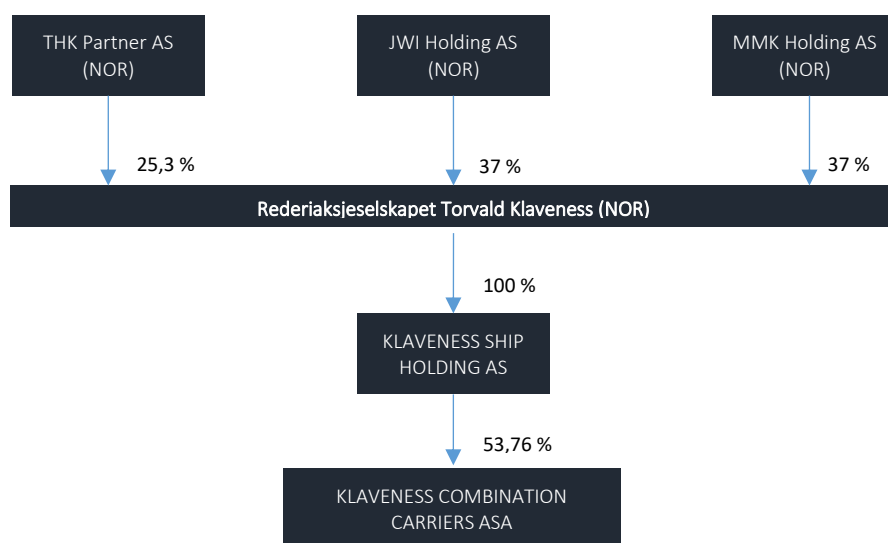 THK Partner AS
(NOR)
JWI Holding AS
(NOR)
MMK Holding AS
(NOR)
25,3 %
37 %
37 %
Rederiaksjeselskapet Torvald Klaveness (NOR)
100 %
KLAVENESS SHIP
HOLDING AS
53,76 %
KLAVENESS COMBINATION
CARRIERS ASA